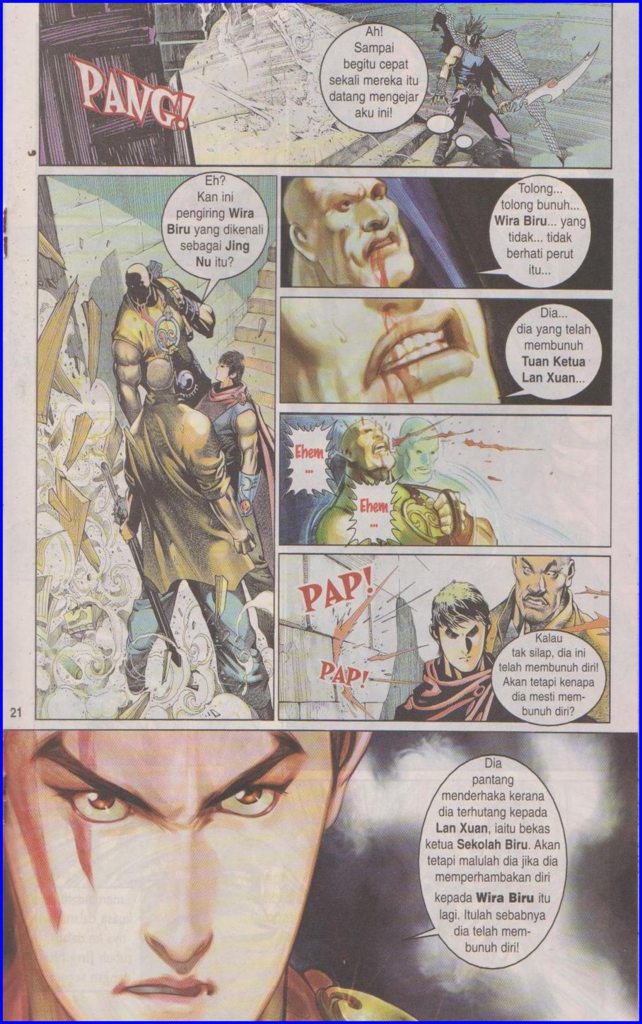 PANG!
Ah!
Sampai
begitu cepat
sekali mereka itu
datang mengejar
aku ini!
Eh?
Kan ini
pengiring Wira
Biru yang dikenali
sebagai Jing
Nu itu?
Tolong...
tolong bunuh...
Wira Biru... yang
tidak... tidak
berhati perut
itu...
Dia...
dia yang telah
membunuh
Tuan Ketua
Lan Xuan...
Ehem
...
Ehem
...
PAP!
PAP!
Kalau
tak silap, dia ini
telah membunuh diri!
Akan tetapi kenapa
dia mesti mem-
bunuh diri?
21
Dia
pantang
menderhaka kerana
dia terhutang kepada
Lan Xuan, iaitu bekas
ketua Sekolah Biru. Akan
tetapi malulah dia jika dia
memperhambakan diri
kepada Wira Biru itu
lagi. Itulah sebabnya
dia telah mem-
bunuh diri!